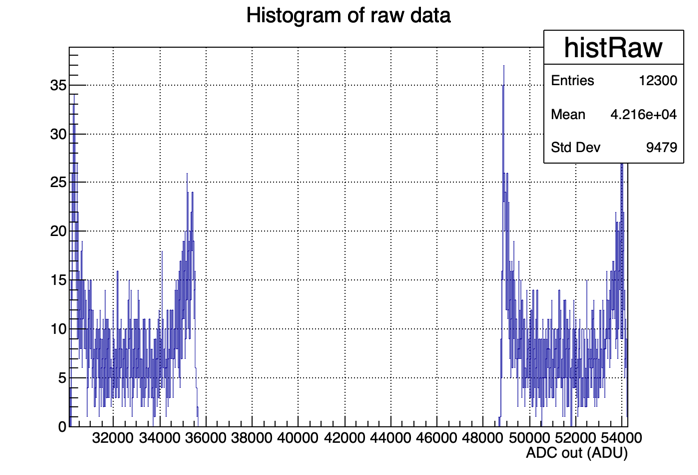 Histogram of raw data
histRaw
Entries 12300
Mean 4.216e+04
Std Dev 9479
35
30
25
20
15
10
5
0
32000 34000 36000 38000 40000 42000 44000 46000 48000 50000 52000 54000
ADC out (ADU)